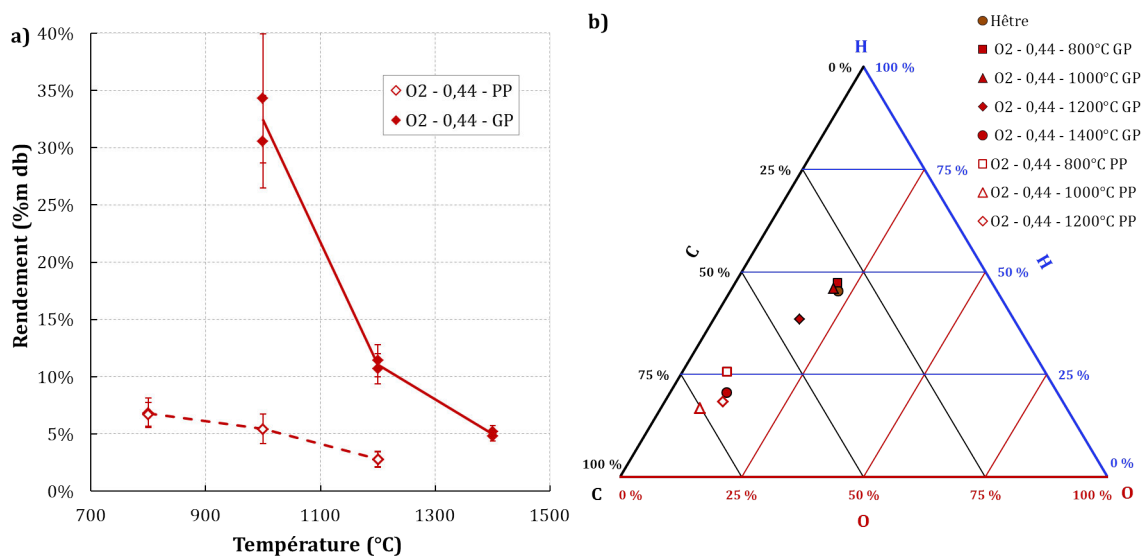 a)
Rendement (%m db)
40%
35%
30%
25%
20%
15%
10%
5%
0%
700
900
1100
1300
1500
Température (°C)
O2 - 0,44 - PP
O2 - 0,44 - GP
b)
Hêtre
O2 - 0,44 - 800°C GP
O2 - 0,44 - 1000°C GP
O2 - 0,44 - 1200°C GP
O2 - 0,44 - 1400°C GP
O2 - 0,44 - 800°C PP
O2 - 0,44 - 1000°C PP
O2 - 0,44 - 1200°C PP
H
0 % 100 %
25 % 75 %
C
H
50 % 50 %
75 % 25 %
100 % 0 %
C 0 % 25 % 50 % 75 % 100 % O
O